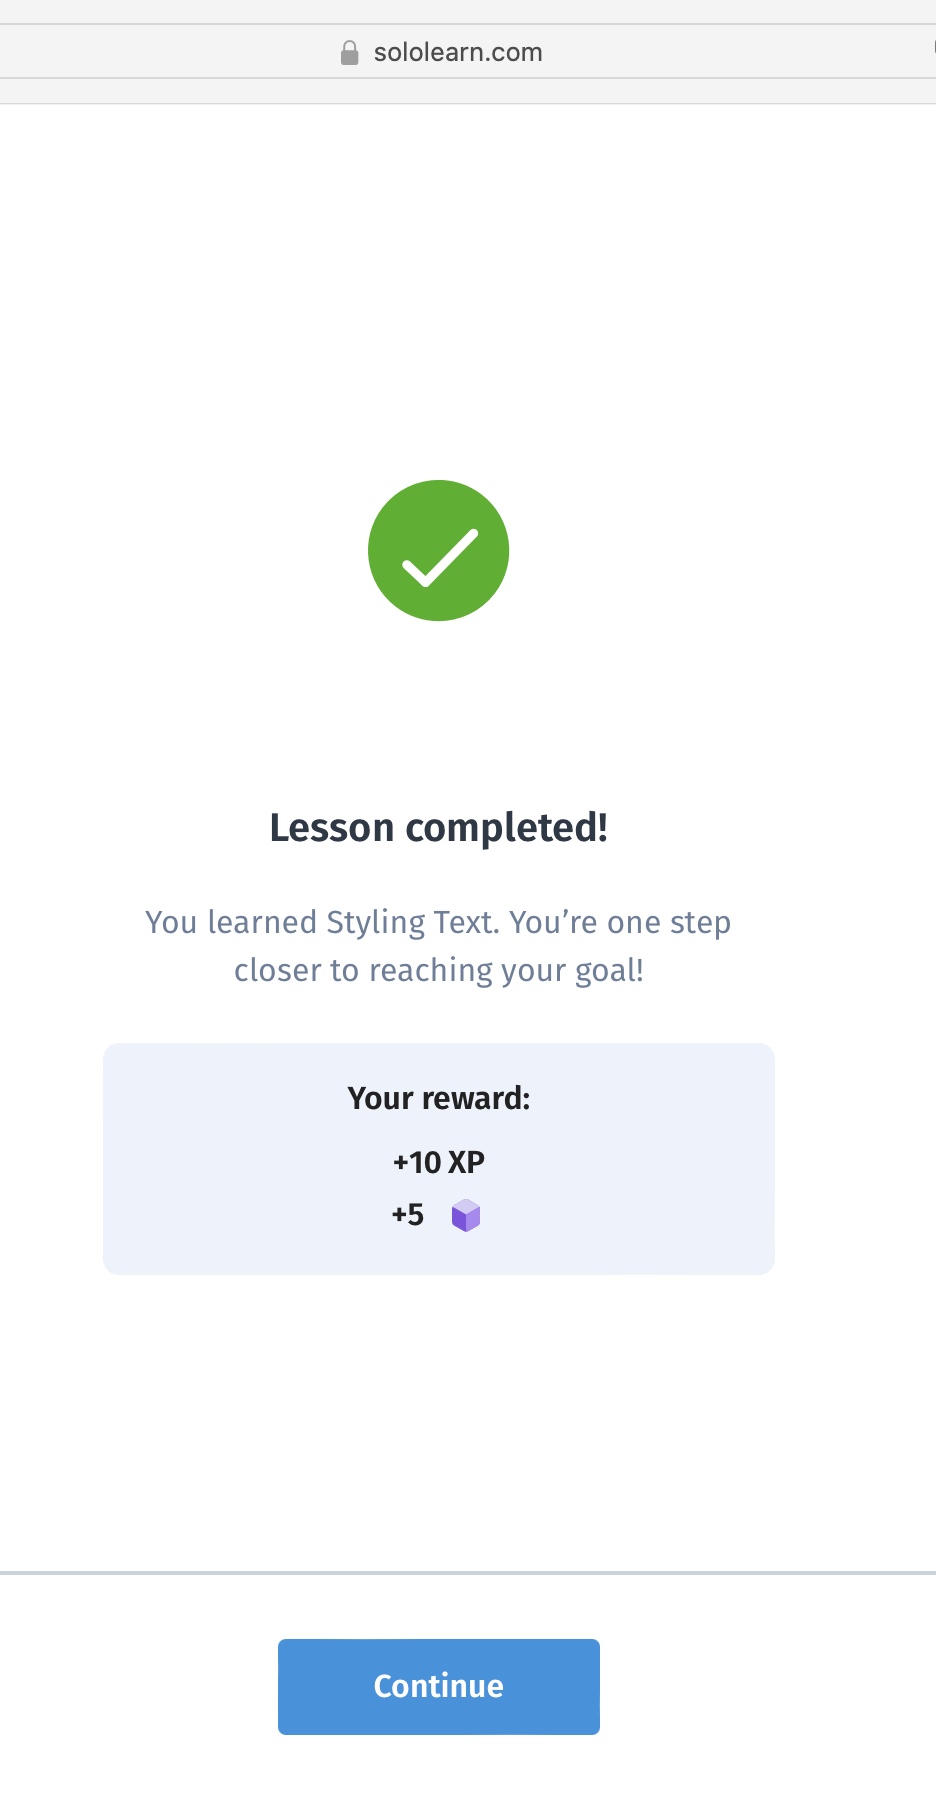 sololearn.com
Lesson completed!
You learned Styling Text. You’re one step
closer to reaching your goal!
Your reward:
+10 XP
+5
Continue